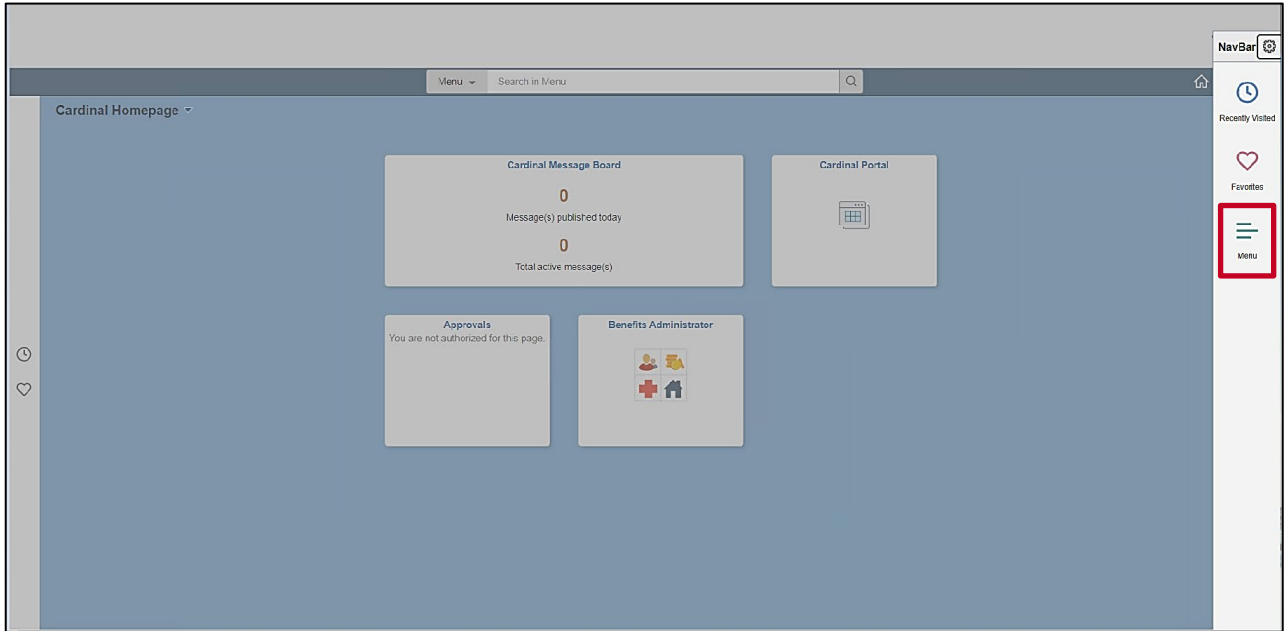 NavBar
Menu
Search in Menu
Cardinal Homepage
Recently Visited
Favorites
Menu
Cardinal Message Board
0
Message(s) published today
0
Total active message(s)
Cardinal Portal
Approvals
You are not authorized for this page.
Benefits Administrator